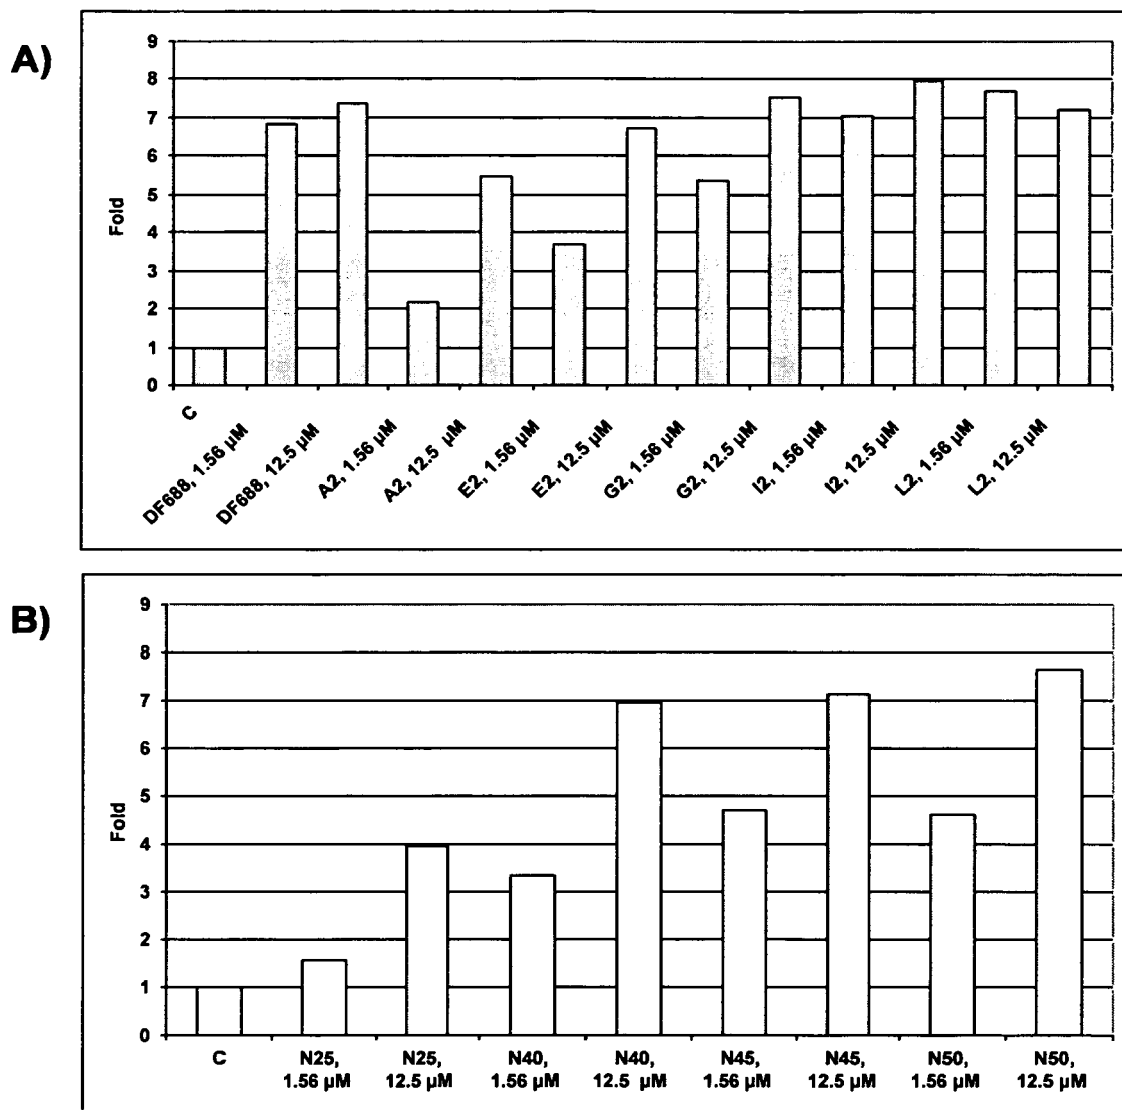 A)
9
8
7
6
5
4
3
2
1
0
Fold
C
DF688, 1.56 µM
DF688, 12.5 µM
A2, 1.56 µM
A2, 12.5 µM
E2, 1.56 µM
E2, 12.5 µM
G2, 1.56 µM
G2, 12.5 µM
I2, 1.56 µM
I2, 12.5 µM
L2, 1.56 µM
L2, 12.5 µM
B)
9
8
7
6
5
4
3
2
1
0
Fold
C
N25,
1.56 µM
N25,
12.5 µM
N40,
1.56 µM
N40,
12.5 µM
N45,
1.56 µM
N45,
12.5 µM
N50,
1.56 µM
N50,
12.5 µM